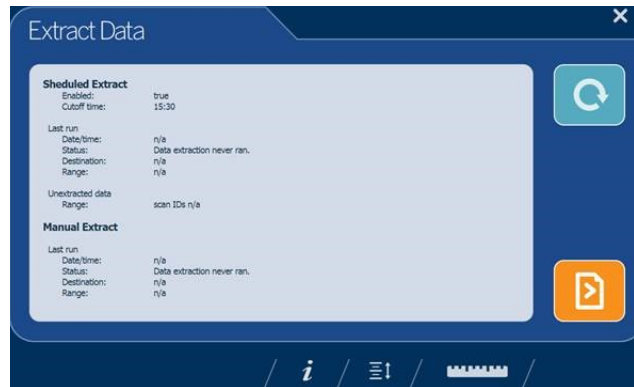 Extract Data
Sheduled Extract
Enabled: true
Cutoff time: 15:30
Last run
Date/time: n/a
Status: Data extraction never ran.
Destination: n/a
Range: n/a
Unextracted data
Range: scan IDs n/a
Manual Extract
Last run
Date/time: n/a
Status: Data extraction never ran.
Destination: n/a
Range: n/a